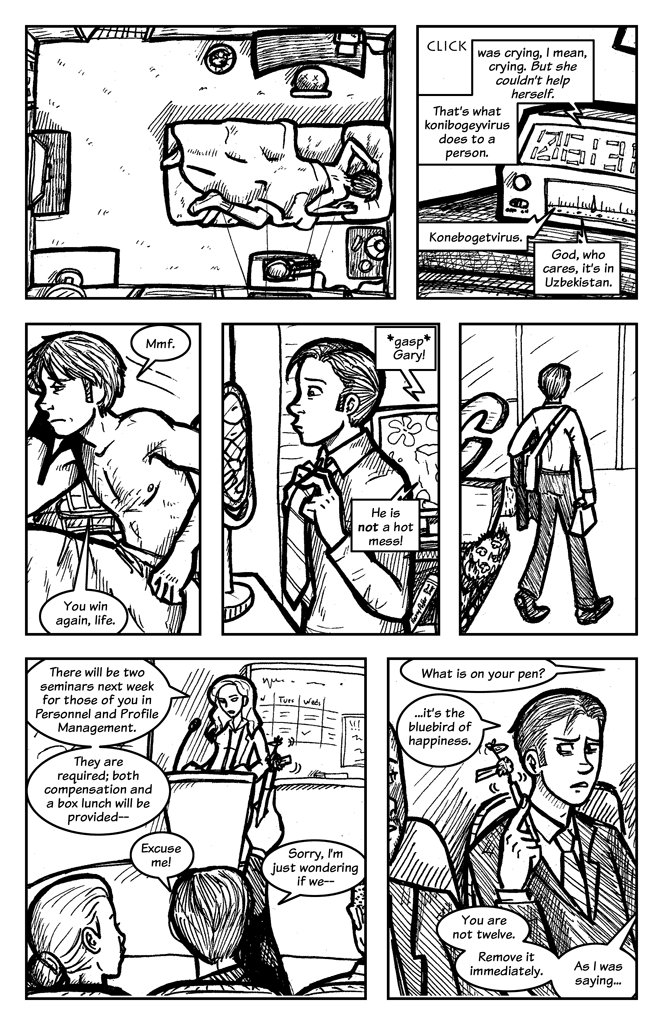 CLICK
was crying, I mean,
crying. But she
couldn't help
herself.
That's what
konibogeyvirus
does to a
person.
Konebogetvirus.
God, who
cares, it's in
Uzbekistan.
Mmf.
You win
again, life.
*gasp*
Gary!
He is
not a hot
mess!
There will be two
seminars next week
for those of you in
Personnel and Profile
Management.
They are
required; both
compensation and
a box lunch will be
provided--
Tues Weds
Excuse
me!
Sorry, I'm
just wondering
if we--
What is on your pen?
...it's the
bluebird of
happiness.
You are
not twelve.
Remove it
immediately.
As I was
saying...